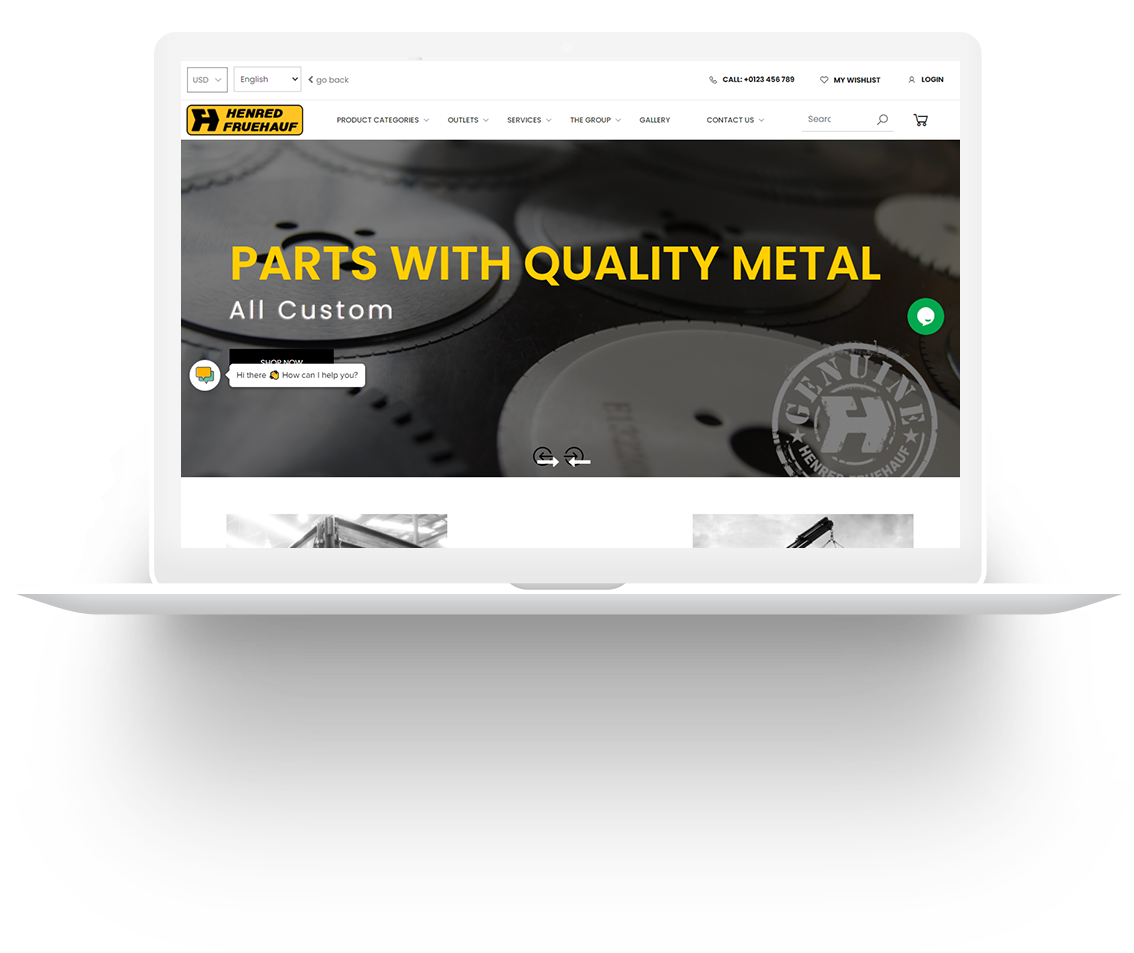 USD English go back CALL: +0123 456 789 MY WISHLIST LOGIN
HENRED
FRUEHAUF
PRODUCT CATEGORIES OUTLETS SERVICES THE GROUP GALLERY CONTACT US Searc
PARTS WITH QUALITY METAL
All Custom
SHOP NOW
Hi there 👋 How can I help you?
GENUINE
H
HENRED FRUEHAUF